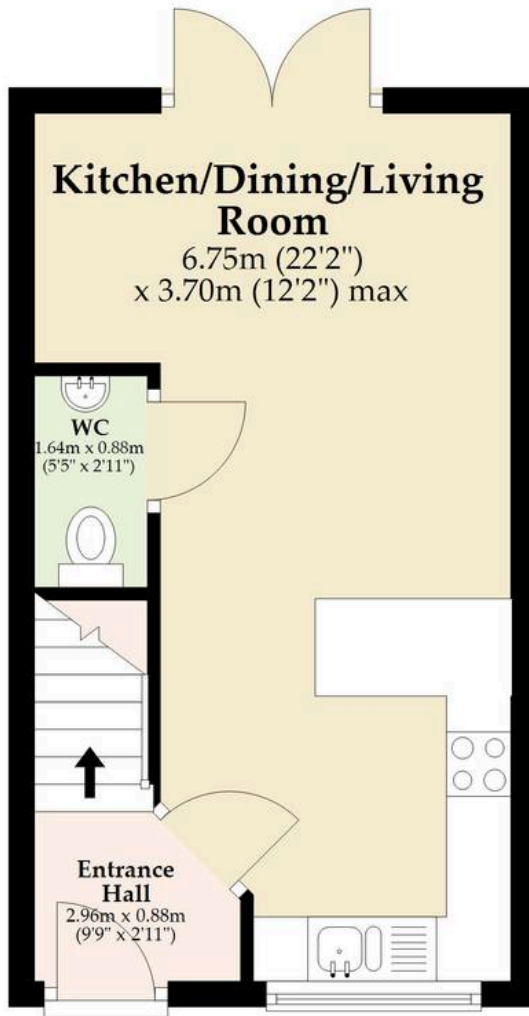 Kitchen/Dining/Living
Room
6.75m (22'2")
x 3.70m (12'2") max
WC
1.64m x 0.88m
(5'5" x 2'11")
Entrance
Hall
2.96m x 0.88m
(9'9" x 2'11")